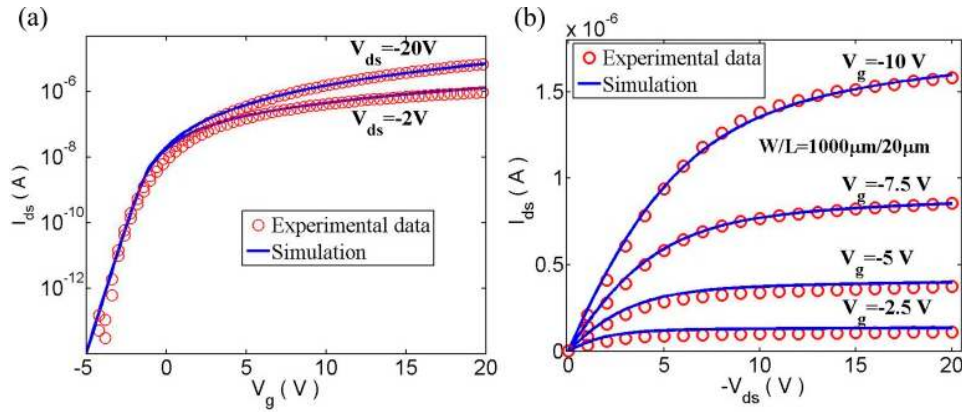 (a)
V_ds=-20V
V_ds=-2V
Experimental data
Simulation
I_ds ( A )
10^-6
10^-8
10^-10
10^-12
-5 0 5 10 15 20
V_g ( V )
(b)
x 10^-6
Experimental data
Simulation
V_g=-10 V
W/L=1000μm/20μm
V_g=-7.5 V
V_g=-5 V
V_g=-2.5 V
I_ds ( A )
1.5
1
0.5
0
0 5 10 15 20
-V_ds ( V )